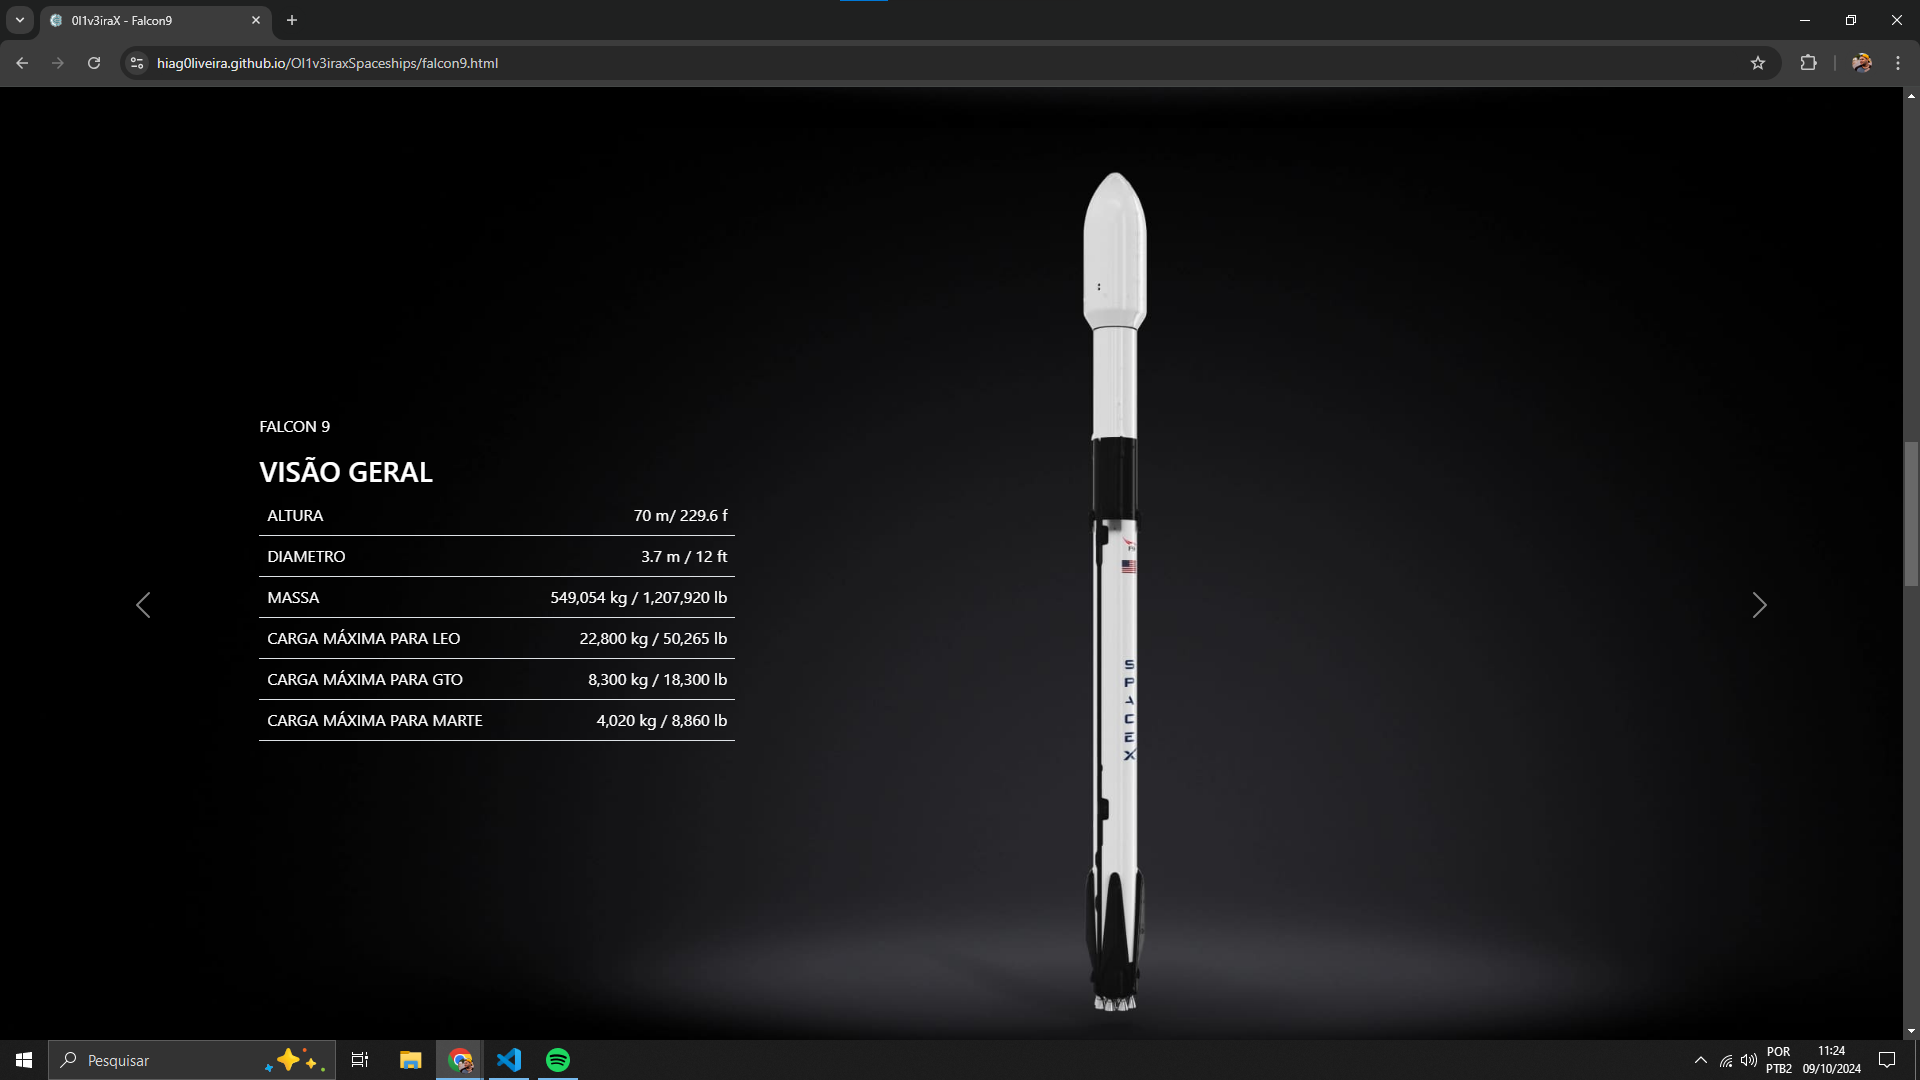 0l1v3iraX - Falcon9
hiag0liveira.github.io/Ol1v3iraxSpaceships/falcon9.html
FALCON 9
VISÃO GERAL
ALTURA 70 m/ 229.6 f
DIAMETRO 3.7 m / 12 ft
MASSA 549,054 kg / 1,207,920 lb
CARGA MÁXIMA PARA LEO 22,800 kg / 50,265 lb
CARGA MÁXIMA PARA GTO 8,300 kg / 18,300 lb
CARGA MÁXIMA PARA MARTE 4,020 kg / 8,860 lb
F9
SPACEX
Pesquisar
POR
PTB2
11:24
09/10/2024